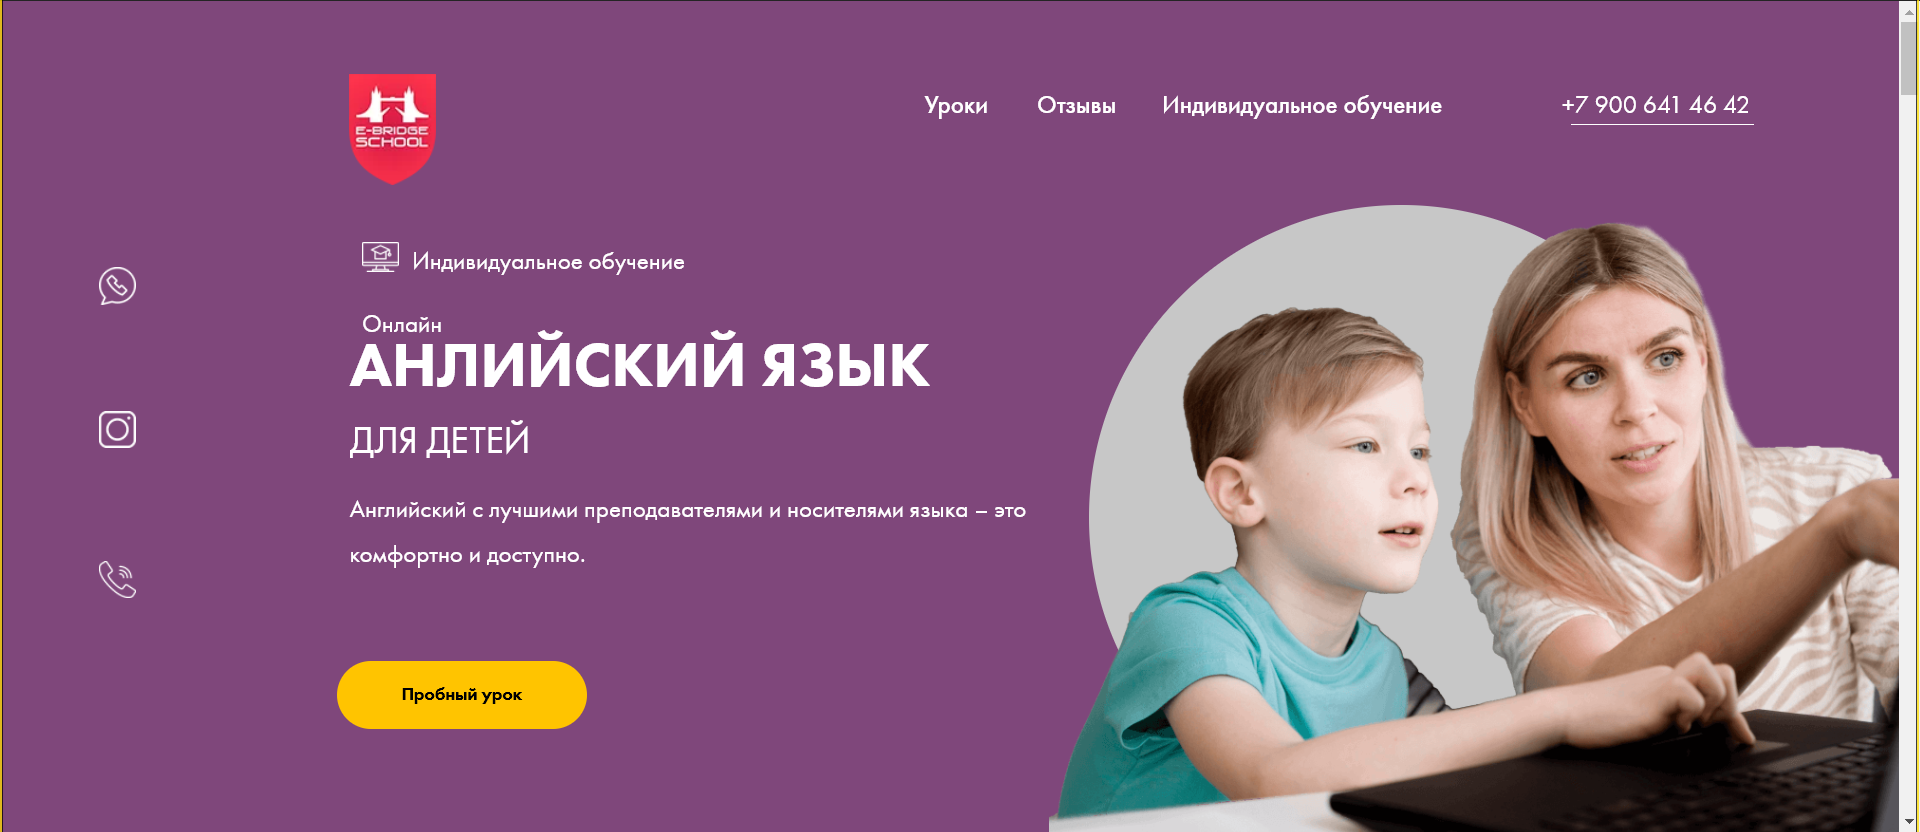 E-BRIDGE
SCHOOL
Уроки
Отзывы
Индивидуальное обучение
+7 900 641 46 42
Индивидуальное обучение
Онлайн
АНЛИЙСКИЙ ЯЗЫК
ДЛЯ ДЕТЕЙ
Английский с лучшими преподавателями и носителями языка – это
комфортно и доступно.
Пробный урок